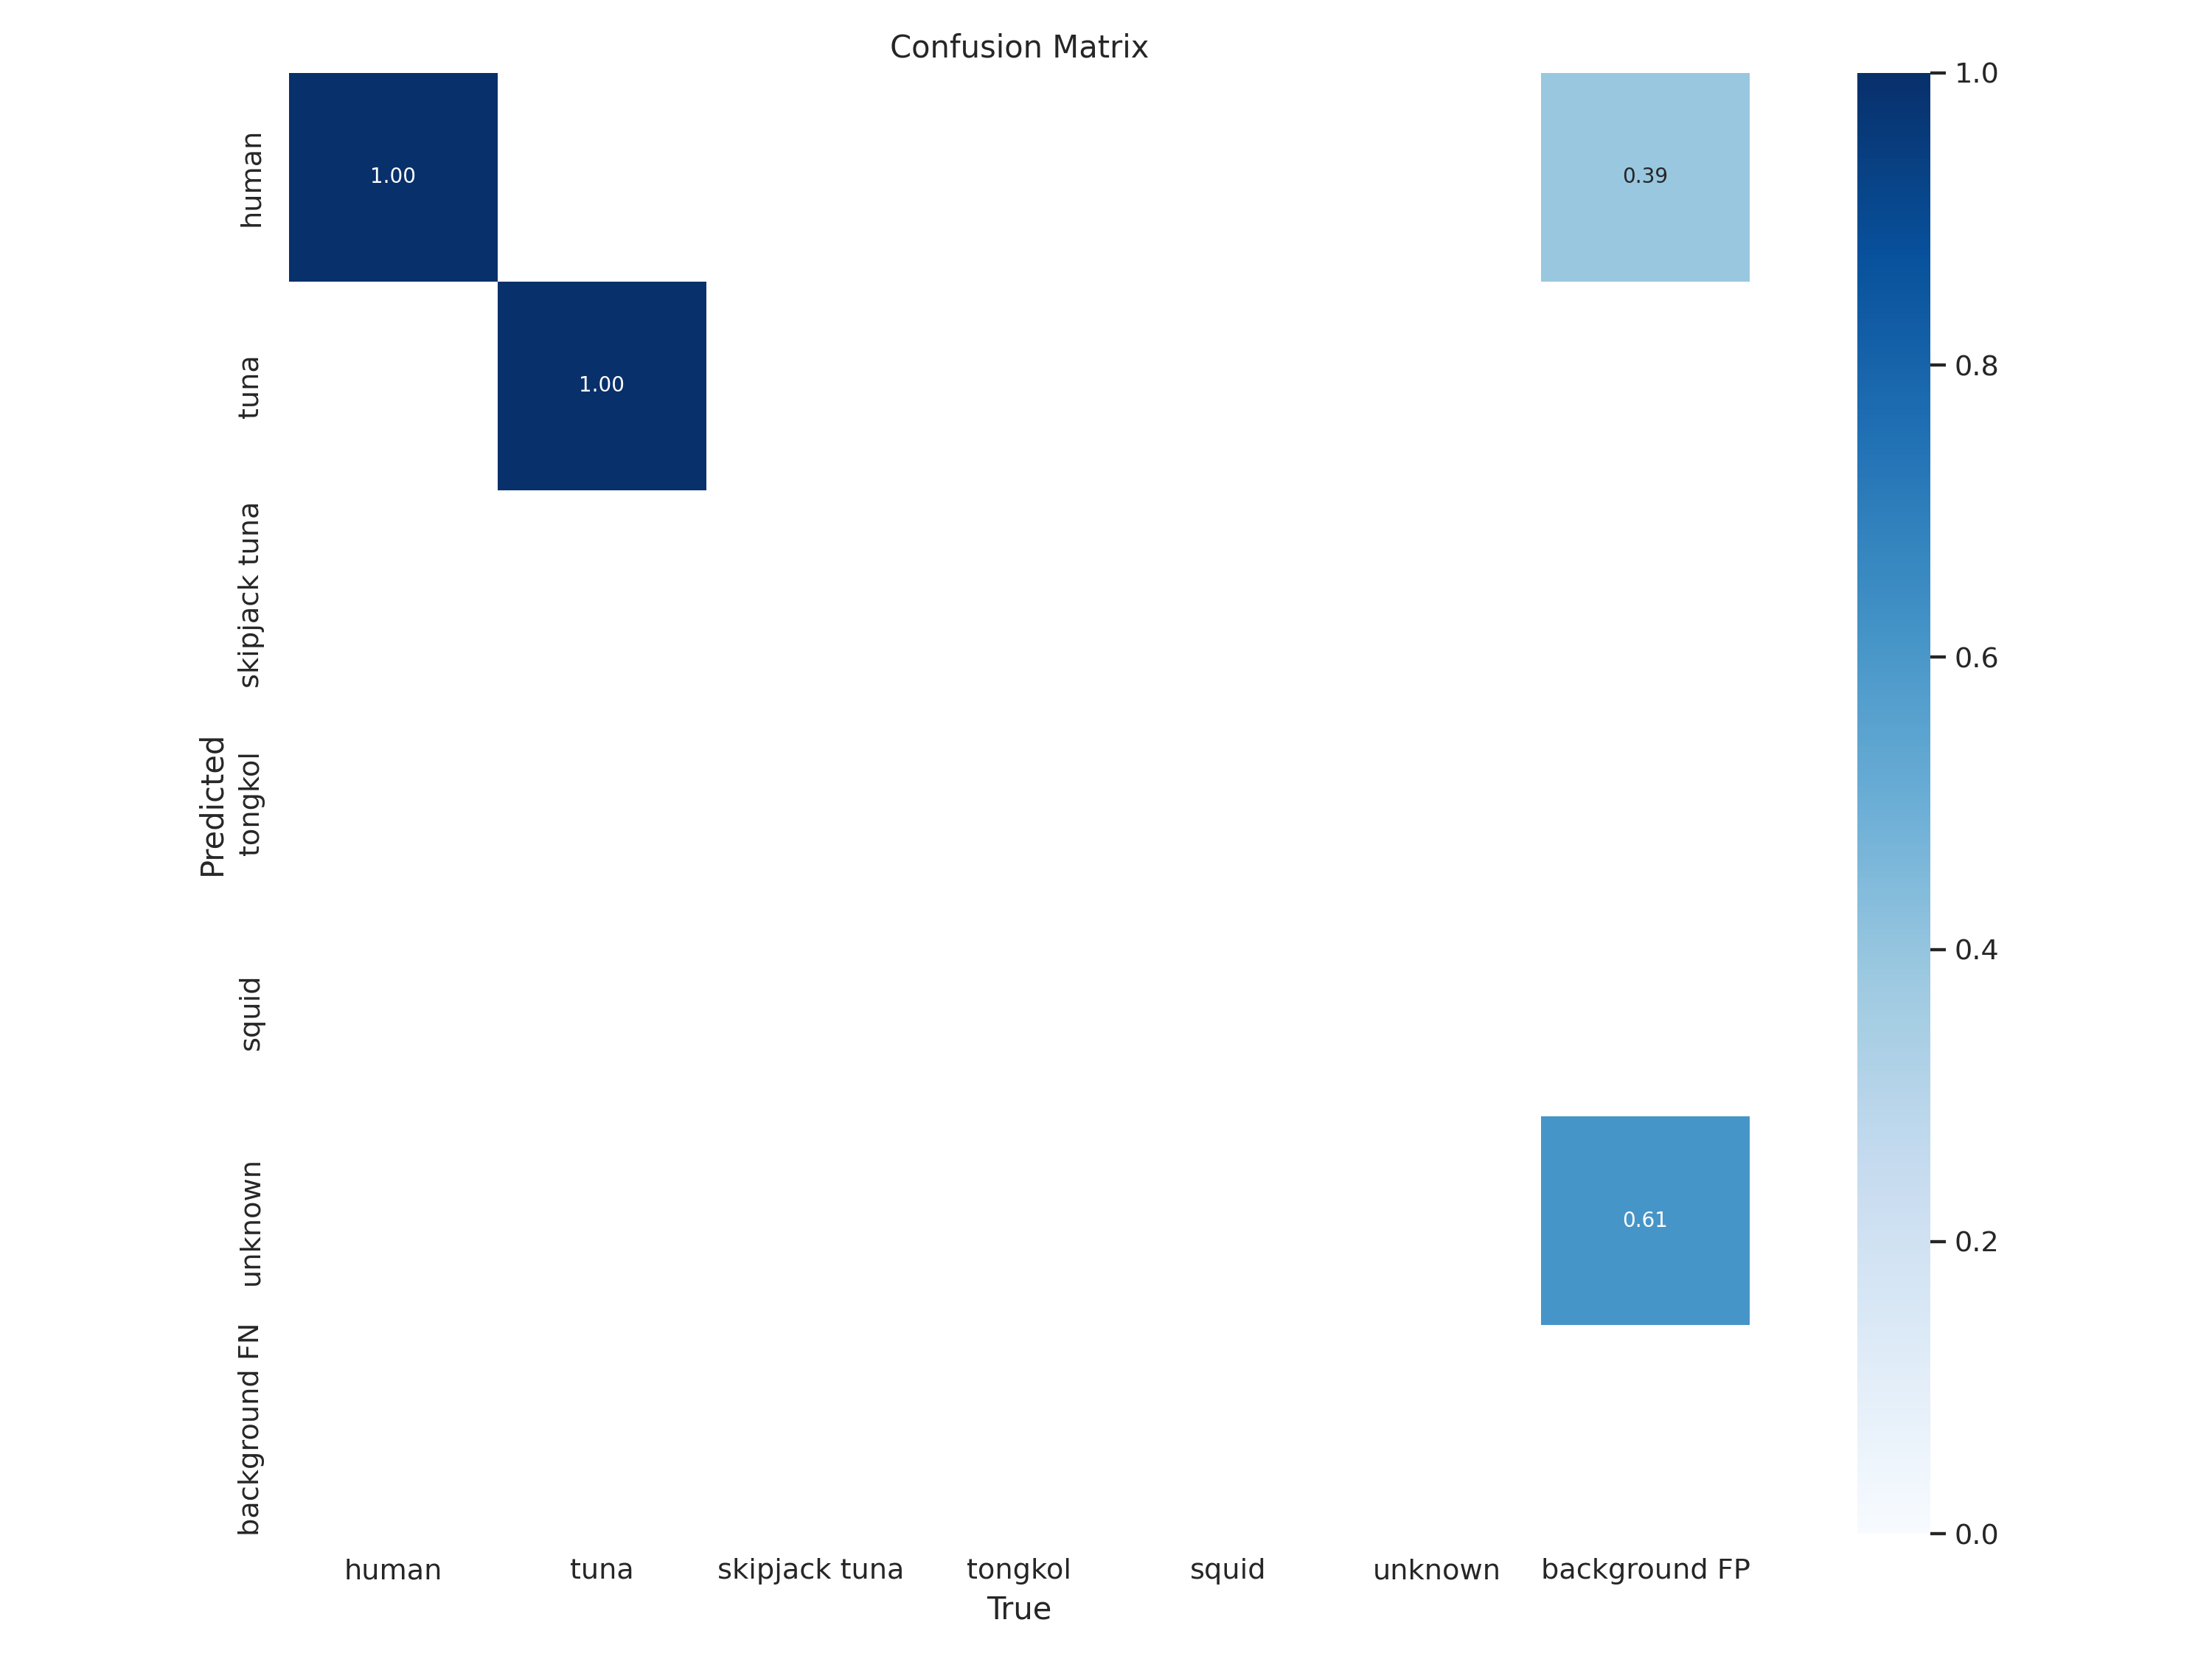 Confusion Matrix
human
tuna
skipjack tuna
tongkol
squid
unknown
background FN
Predicted
1.00
0.39
1.00
0.61
human
tuna
skipjack tuna
tongkol
squid
unknown
background FP
True
1.0
0.8
0.6
0.4
0.2
0.0